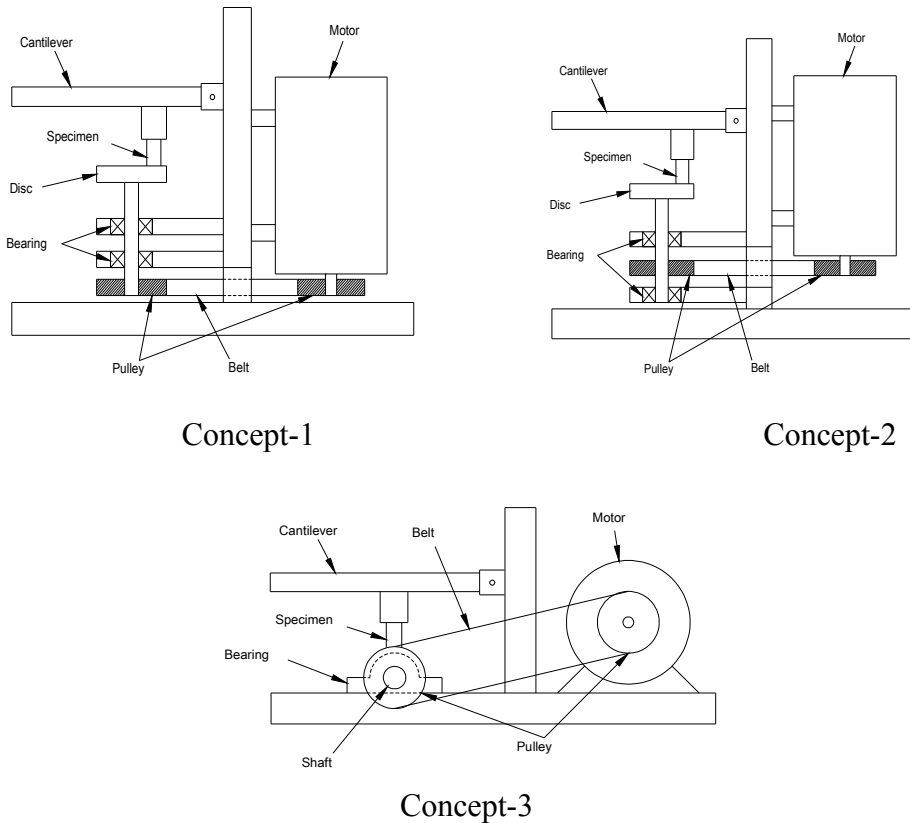 Cantilever
Motor
Specimen
Disc
Bearing
Pulley
Belt
Concept-1
Motor
Cantilever
Specimen
Disc
Bearing
Pulley
Belt
Concept-2
Cantilever
Belt
Motor
Specimen
Bearing
Pulley
Shaft
Concept-3